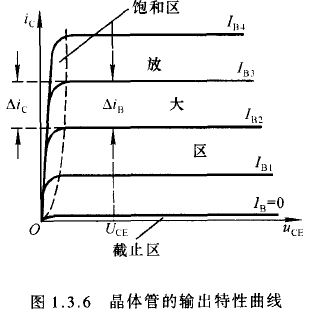 i_C
饱和区
I_B4
放
I_B3
Δi_C
Δi_B
大
I_B2
区
I_B1
I_B=0
O
U_CE
u_CE
截止区
图 1.3.6 晶体管的输出特性曲线